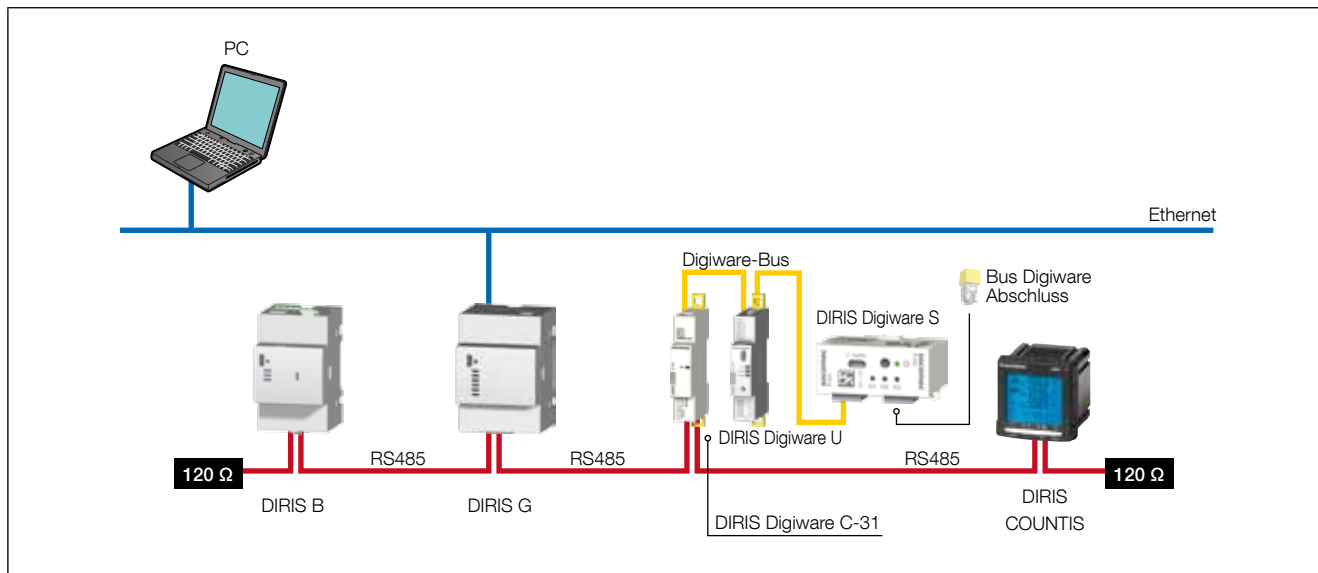 PC
Ethernet
Digiware-Bus
Bus Digiware
Abschluss
DIRIS Digiware S
DIRIS Digiware U
RS485
RS485
RS485
120 Ω
120 Ω
DIRIS B
DIRIS G
DIRIS
COUNTIS
DIRIS Digiware C-31